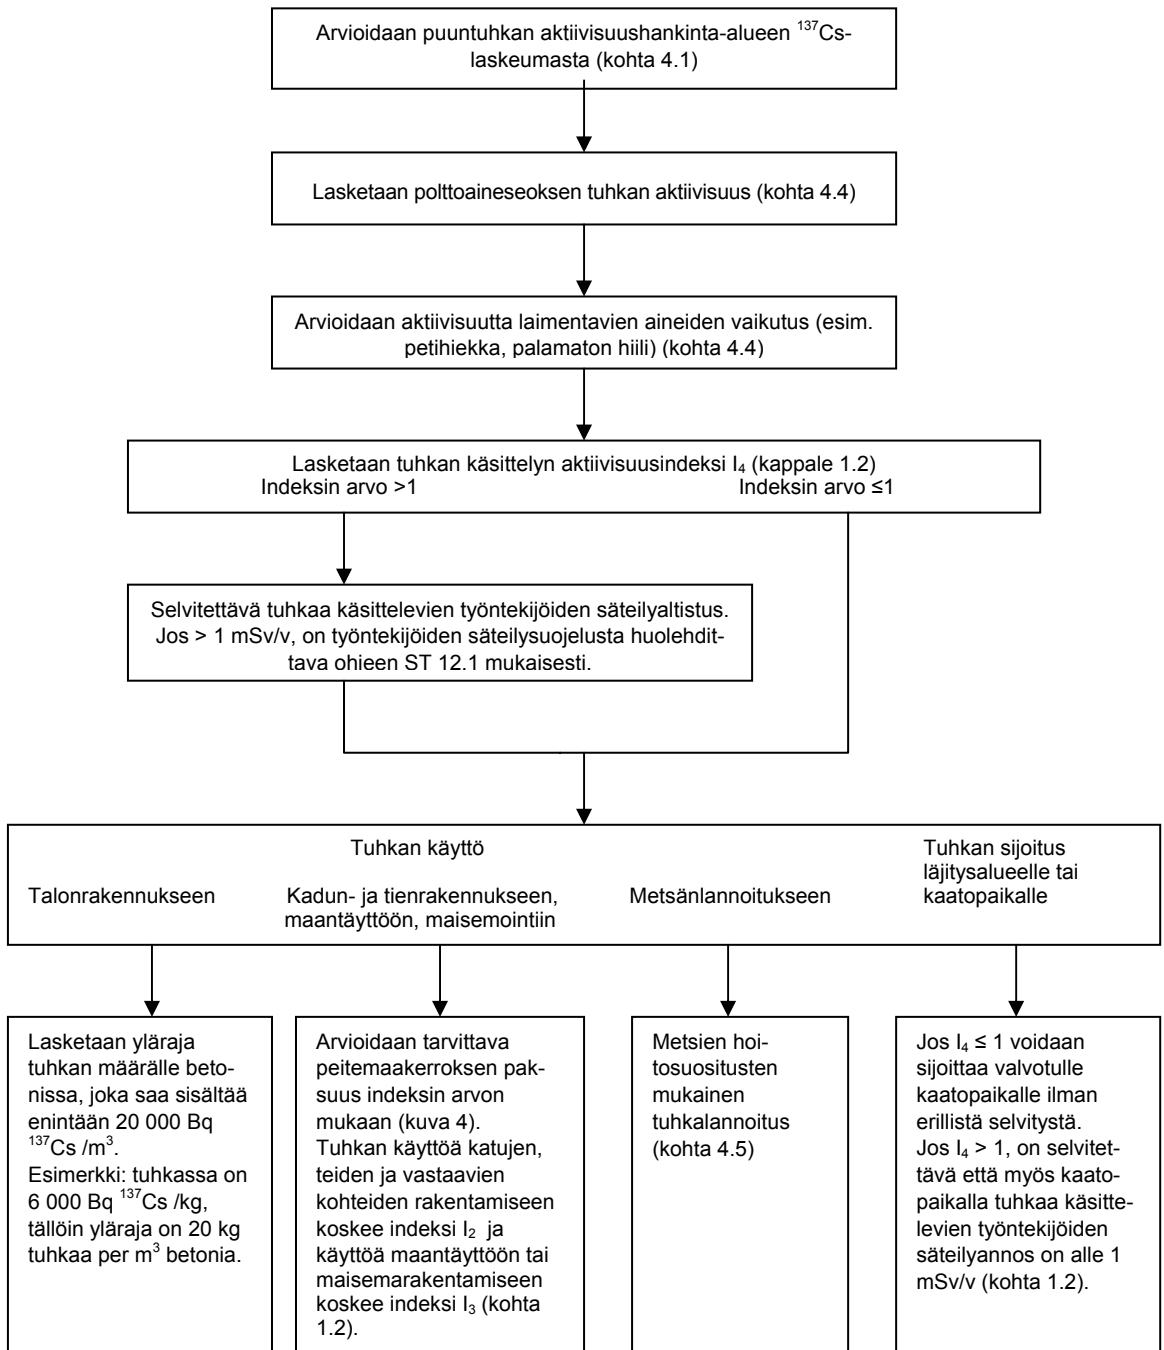 Arvioidaan puuntuhkan aktiivisuushankinta-alueen ¹³⁷Cs-
laskeumasta (kohta 4.1)
Lasketaan polttoaineseoksen tuhkan aktiivisuus (kohta 4.4)
Arvioidaan aktiivisuutta laimentavien aineiden vaikutus (esim.
petihiekka, palamaton hiili) (kohta 4.4)
Lasketaan tuhkan käsittelyn aktiivisuusindeksi I₄ (kappale 1.2)
Indeksin arvo >1 Indeksin arvo ≤1
Selvitettävä tuhkaa käsittelevien työntekijöiden säteilyaltistus.
Jos > 1 mSv/v, on työntekijöiden säteilysuojelusta huolehdit-
tava ohjeen ST 12.1 mukaisesti.
Tuhkan käyttö
Talonrakennukseen
Kadun- ja tienrakennukseen,
maantäyttöön, maisemointiin
Metsänlannoitukseen
Tuhkan sijoitus
läjitysalueelle tai
kaatopaikalle
Lasketaan yläraja
tuhkan määrälle beto-
nissa, joka saa sisältää
enintään 20 000 Bq
¹³⁷Cs /m³.
Esimerkki: tuhkassa on
6 000 Bq ¹³⁷Cs /kg,
tällöin yläraja on 20 kg
tuhkaa per m³ betonia.
Arvioidaan tarvittava
peitemaakerroksen pak-
suus indeksin arvon
mukaan (kuva 4).
Tuhkan käyttöä katujen,
teiden ja vastaavien
kohteiden rakentamiseen
koskee indeksi I₂ ja
käyttöä maantäyttöön tai
maisemarakentamiseen
koskee indeksi I₃ (kohta
1.2).
Metsien hoi-
tosuositusten
mukainen
tuhkalannoitus
(kohta 4.5)
Jos I₄ ≤ 1 voidaan
sijoittaa valvotulle
kaatopaikalle ilman
erillistä selvitystä.
Jos I₄ > 1, on selvitet-
tävä että myös kaato-
paikalla tuhkaa käsitte-
levien työntekijöiden
säteilyannos on alle 1
mSv/v (kohta 1.2).